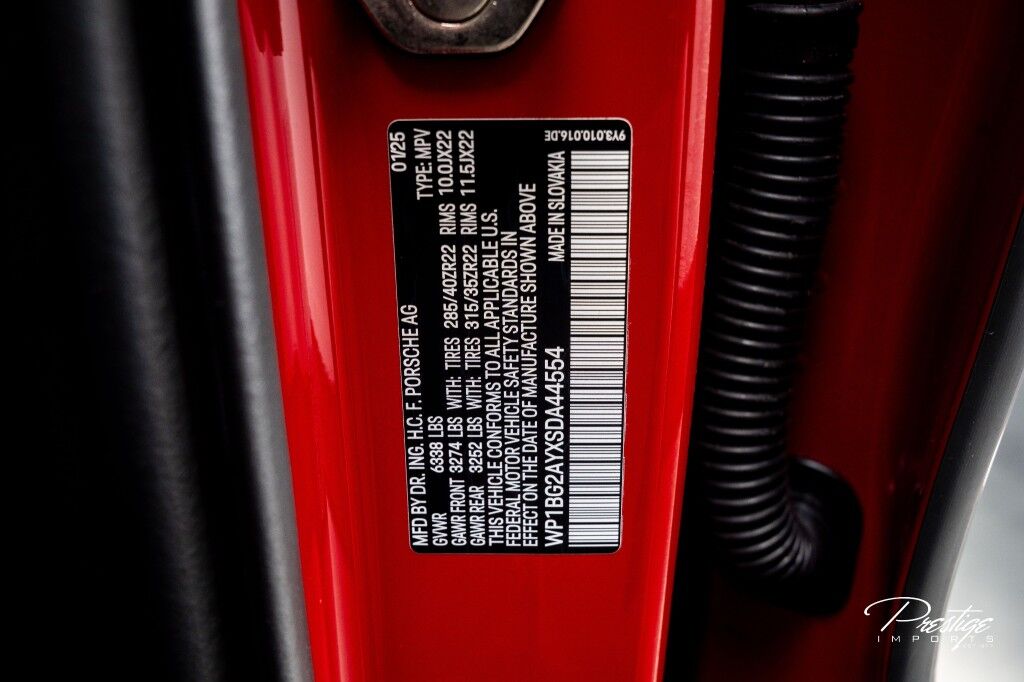 MFD BY DR. ING. H.C. F. PORSCHE AG 01/25
GVWR 6338 LBS TYPE: MPV
GAWR FRONT 3274 LBS WITH: TIRES 285/40ZR22 RIMS 10.0JX22
GAWR REAR 3252 LBS WITH: TIRES 315/35ZR22 RIMS 11.5JX22
THIS VEHICLE CONFORMS TO ALL APPLICABLE U.S.
FEDERAL MOTOR VEHICLE SAFETY STANDARDS IN
EFFECT ON THE DATE OF MANUFACTURE SHOWN ABOVE
WP1BG2AYXSDA44554 MADE IN SLOVAKIA
9Y3.010.016.DE
Prestige
IMPORTS